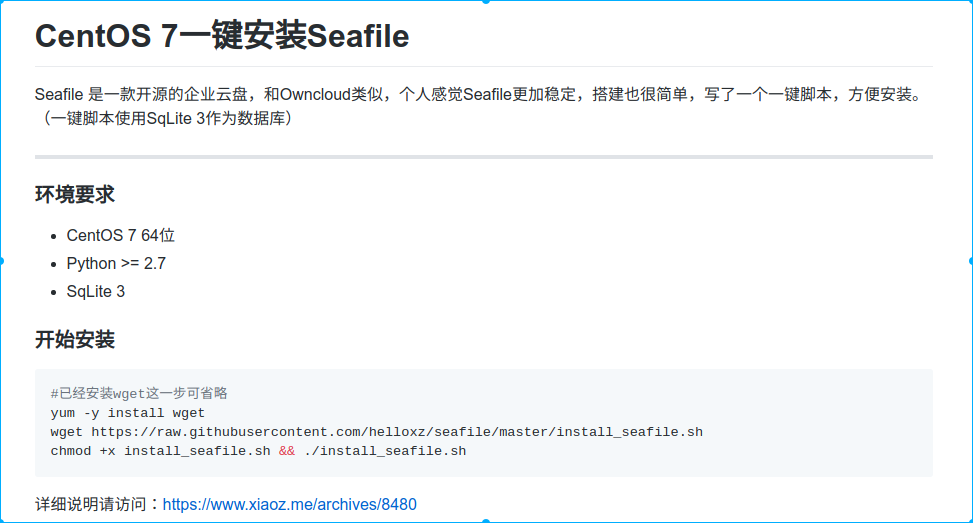 CentOS 7一键安装Seafile
Seafile 是一款开源的企业云盘，和Owncloud类似，个人感觉Seafile更加稳定，搭建也很简单，写了一个一键脚本，方便安装。
（一键脚本使用SqLite 3作为数据库）
环境要求
• CentOS 7 64位
• Python >= 2.7
• SqLite 3
开始安装
#已经安装wget这一步可省略
yum -y install wget
wget https://raw.githubusercontent.com/helloxz/seafile/master/install_seafile.sh
chmod +x install_seafile.sh && ./install_seafile.sh
详细说明请访问：https://www.xiaoz.me/archives/8480